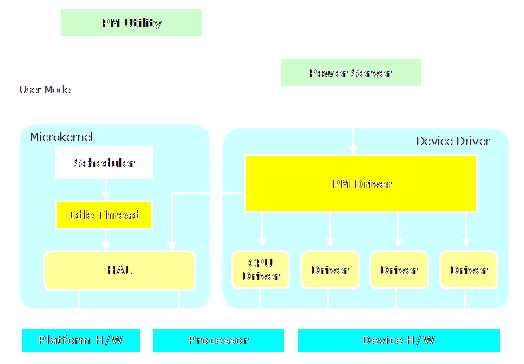 PM Utility
Power Server
User Mode
Microkernel
Device Driver
Scheduler
PM Driver
Idle Thread
HAL
CPU
Driver
Driver
Driver
Driver
Platform H/W
Processor
Device H/W